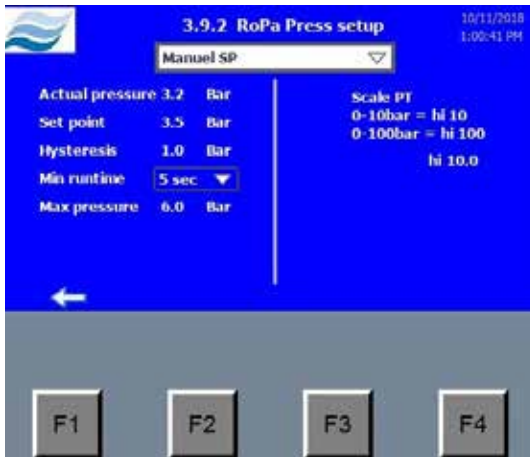 3.9.2 RoPa Press setup
10/11/2018
1:00:41 PM
Manuel SP
Actual pressure 3.2 Bar
Set point 3.5 Bar
Hysteresis 1.0 Bar
Min runtime 5 sec
Max pressure 6.0 Bar
Scale PT
0-10bar = hi 10
0-100bar = hi 100
hi 10.0
F1
F2
F3
F4